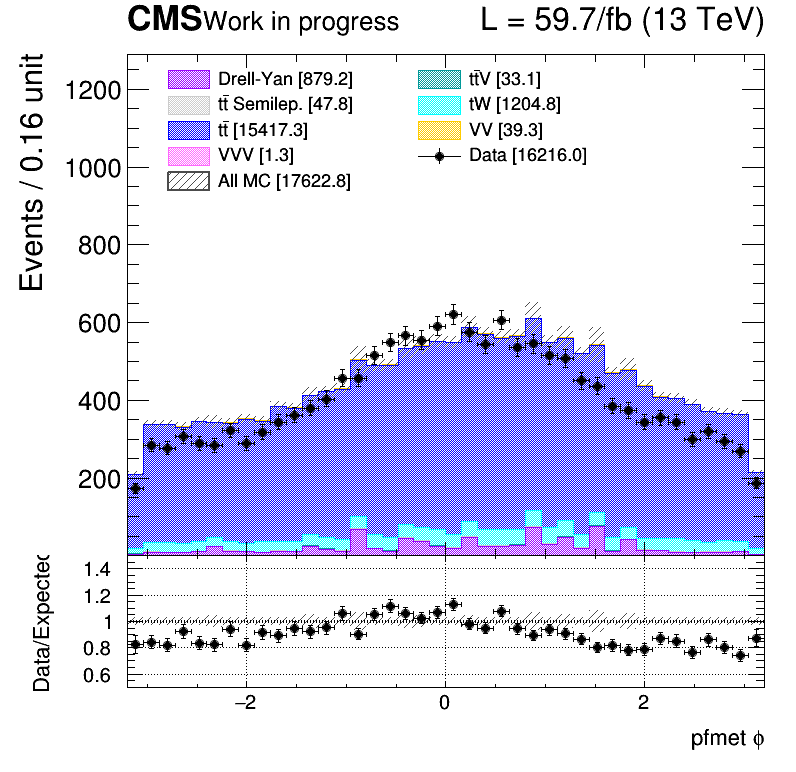 CMS Work in progress L = 59.7/fb (13 TeV)
Events / 0.16 unit
1200
1000
800
600
400
200
Drell-Yan [879.2]
tt̄ Semilep. [47.8]
tt̄ [15417.3]
VVV [1.3]
All MC [17622.8]
tt̄V [33.1]
tW [1204.8]
VV [39.3]
Data [16216.0]
Data/Expected
1.4
1.2
1
0.8
0.6
−2 0 2
pfmet ϕ